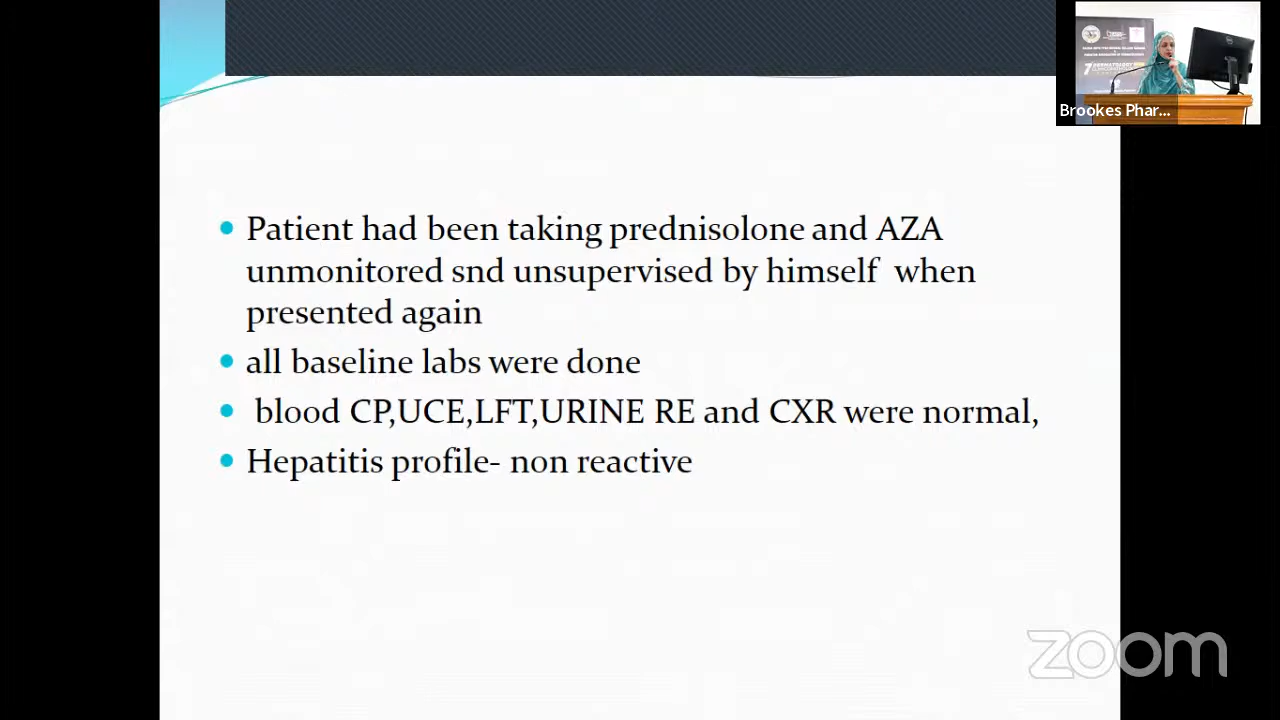 Patient had been taking prednisolone and AZA
unmonitored snd unsupervised by himself when
presented again
all baseline labs were done
blood CP,UCE,LFT,URINE RE and CXR were normal,
Hepatitis profile- non reactive
Brookes Phar...
zoom